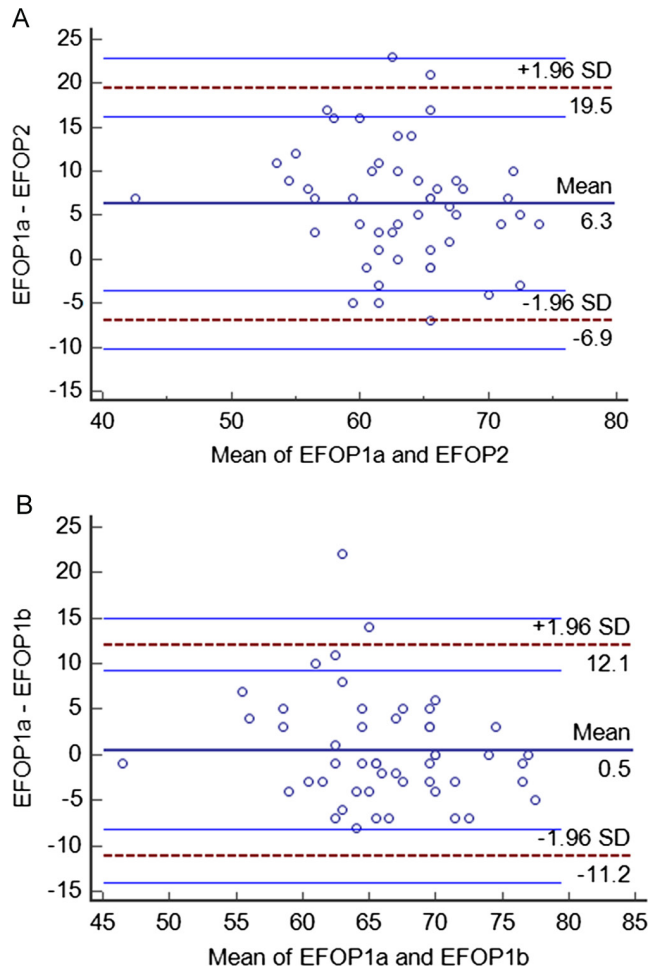 A
25
+1.96 SD
20
19.5
15
10
Mean
5
6.3
0
-5
-1.96 SD
-6.9
-10
-15
EFOP1a - EFOP2
40 50 60 70 80
Mean of EFOP1a and EFOP2
B
25
20
15
+1.96 SD
12.1
10
5
Mean
0
0.5
-5
-1.96 SD
-10
-11.2
-15
EFOP1a - EFOP1b
45 50 55 60 65 70 75 80 85
Mean of EFOP1a and EFOP1b